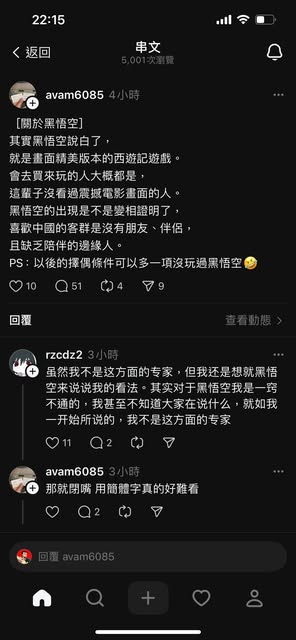 22:15
返回
串文
5,001次瀏覽
avam6085 4小時
[關於黑悟空]
其實黑悟空說白了，
就是畫面精美版本的西遊記遊戲。
會去買來玩的人大概都是，
這輩子沒看過震撼電影畫面的人。
黑悟空的出現是不是變相證明了，
喜歡中國的客群是沒有朋友、伴侶，
且缺乏陪伴的邊緣人。
PS：以後的擇偶條件可以多一項沒玩過黑悟空🤣
10 51 4 9
回覆
查看動態
rzcdz2 3小時
虽然我不是这方面的专家，但我还是想就黑悟
空来说说我的看法。其实对于黑悟空我是一窍
不通的，我甚至不知道大家在说什么，就如我
一开始所说的，我不是这方面的专家
11 2
avam6085 3小時
那就閉嘴 用簡體字真的好難看
2
回覆 avam6085